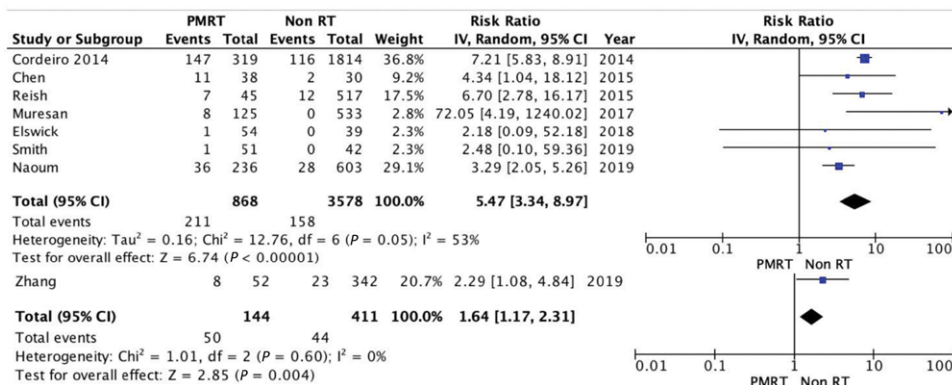 PMRT Non RT Risk Ratio Risk Ratio
Study or Subgroup Events Total Events Total Weight IV, Random, 95% CI Year IV, Random, 95% CI
Cordeiro 2014 147 319 116 1814 36.8% 7.21 [5.83, 8.91] 2014
Chen 11 38 2 30 9.2% 4.34 [1.04, 18.12] 2015
Reish 7 45 12 517 17.5% 6.70 [2.78, 16.17] 2015
Muresan 8 125 0 533 2.3% 72.05 [4.19, 1240.02] 2017
Elswick 1 54 0 39 2.3% 2.18 [0.09, 52.18] 2018
Smith 1 51 0 42 2.3% 2.48 [0.10, 59.36] 2019
Naoum 36 236 28 603 29.1% 3.29 [2.05, 5.26] 2019
Total (95% CI) 868 3578 100.0% 5.47 [3.34, 8.97]
Total events 211 158
Heterogeneity: Tau² = 0.16; Chi² = 12.76, df = 6 (P = 0.05); I² = 53%
Test for overall effect: Z = 6.74 (P < 0.00001)
0.01 0.1 1 10 100
PMRT Non RT
Zhang 8 52 23 342 20.7% 2.29 [1.08, 4.84] 2019
Total (95% CI) 144 411 100.0% 1.64 [1.17, 2.31]
Total events 50 44
Heterogeneity: Chi² = 1.01, df = 2 (P = 0.60); I² = 0%
Test for overall effect: Z = 2.85 (P = 0.004)
0.01 0.1 1 10 100
PMRT Non RT